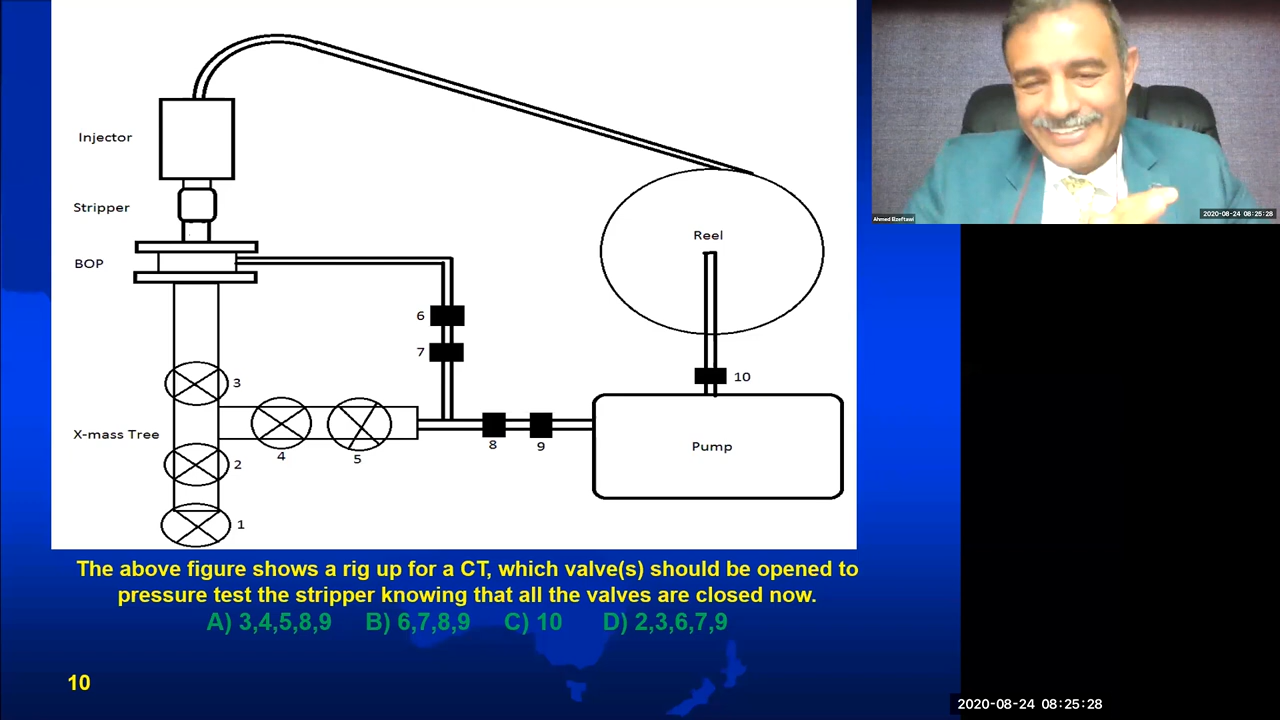 Injector
Stripper
BOP
Reel
6
7
10
3
X-mass Tree
4
5
8
9
Pump
2
1
The above figure shows a rig up for a CT, which valve(s) should be opened to
pressure test the stripper knowing that all the valves are closed now.
A) 3,4,5,8,9 B) 6,7,8,9 C) 10 D) 2,3,6,7,9
10
Ahmed Elzeftawi
2020-08-24 08:25:28
2020-08-24 08:25:28